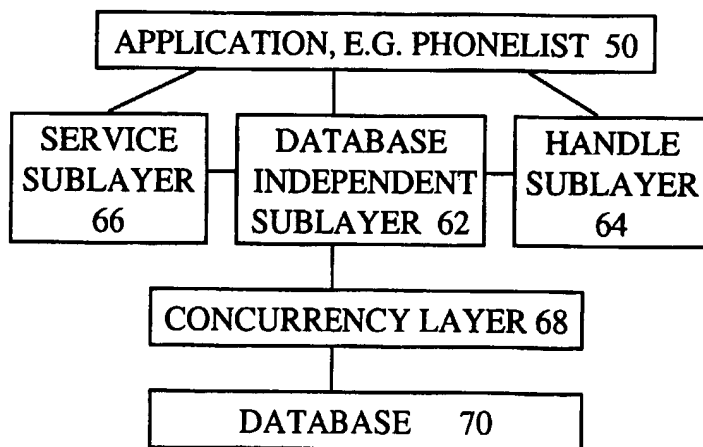 APPLICATION, E.G. PHONELIST 50
SERVICE
SUBLAYER
66
DATABASE
INDEPENDENT
SUBLAYER 62
HANDLE
SUBLAYER
64
CONCURRENCY LAYER 68
DATABASE 70